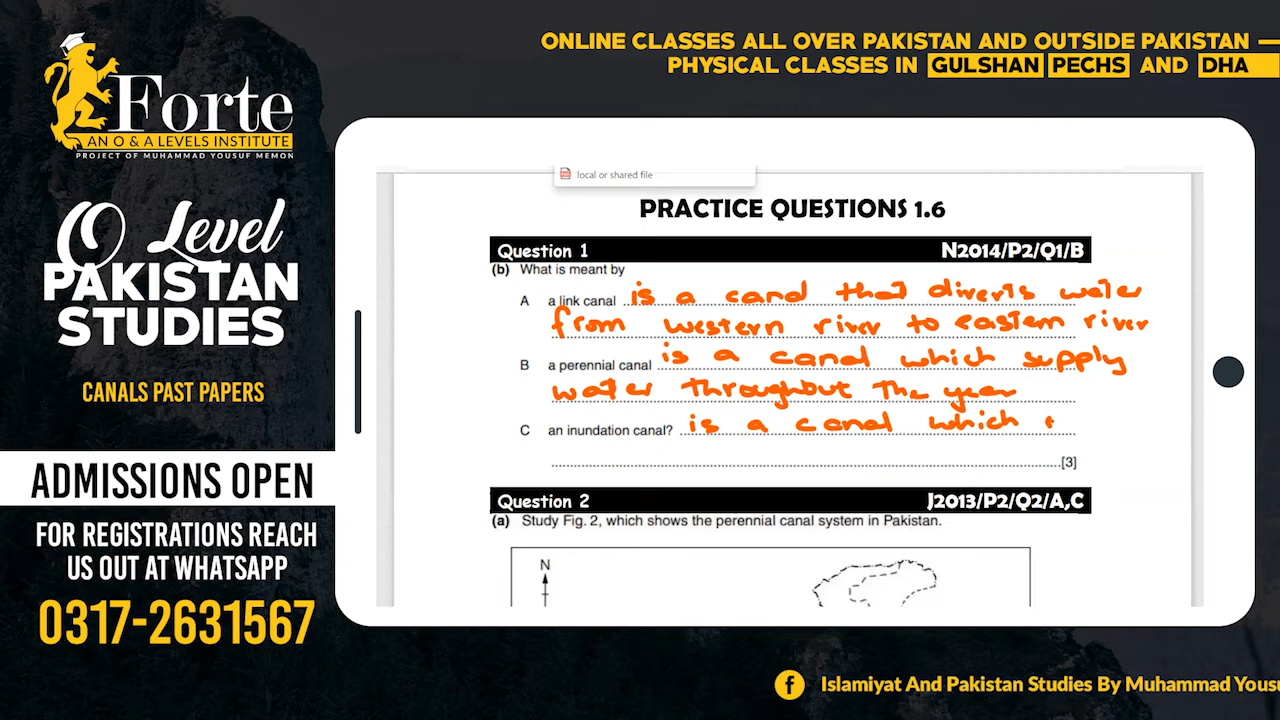 Forte
AN O & A LEVELS INSTITUTE
PROJECT OF MUHAMMAD YOUSUF MEMON
O Level
PAKISTAN
STUDIES
CANALS PAST PAPERS
ADMISSIONS OPEN
FOR REGISTRATIONS REACH
US OUT AT WHATSAPP
0317-2631567
ONLINE CLASSES ALL OVER PAKISTAN AND OUTSIDE PAKISTAN —
PHYSICAL CLASSES IN GULSHAN PECHS AND DHA
local or shared file
PRACTICE QUESTIONS 1.6
Question 1 N2014/P2/Q1/B
(b) What is meant by
A a link canal is a canal that diverts water
from western river to eastern river
B a perennial canal is a canal which supply
water throughout the year
C an inundation canal? is a canal which
[3]
Question 2 J2013/P2/Q2/A,C
(a) Study Fig. 2, which shows the perennial canal system in Pakistan.
N
f Islamiyat And Pakistan Studies By Muhammad Yousu